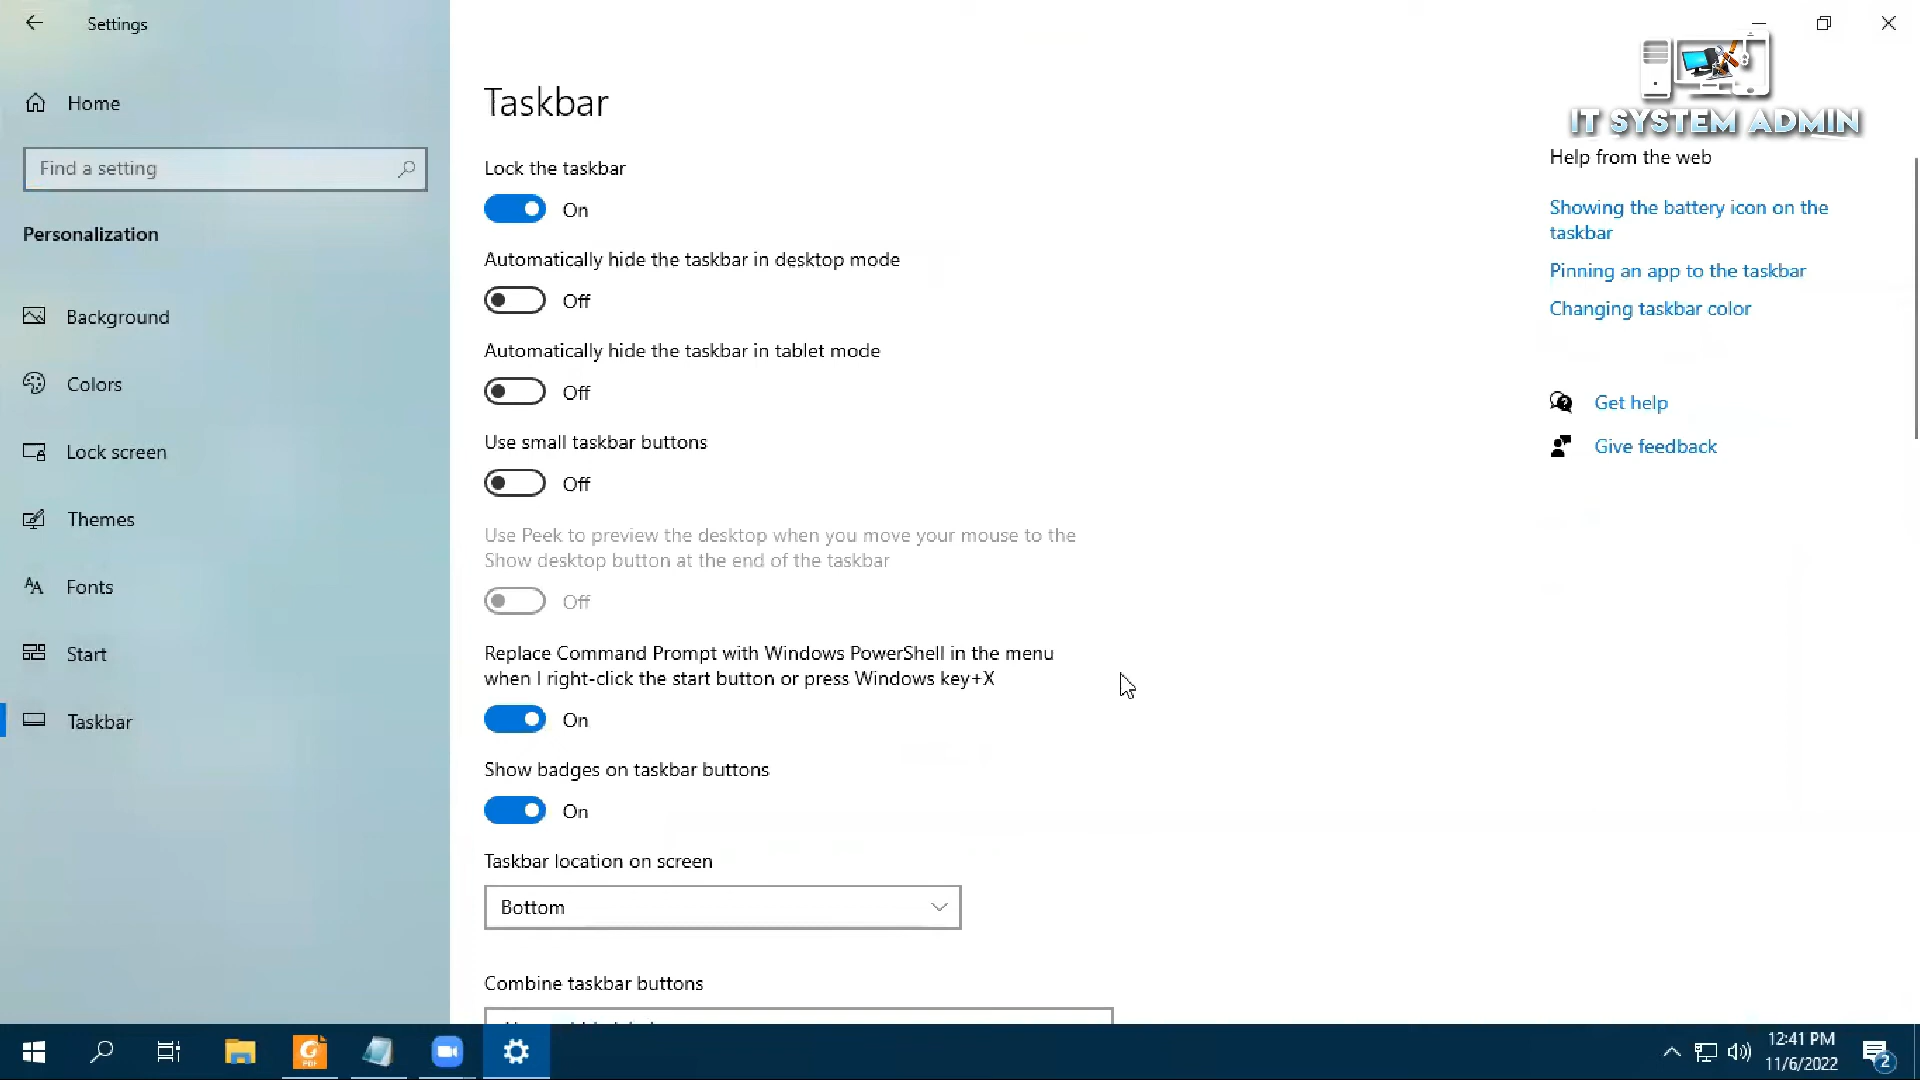 Settings
Home
Find a setting
Personalization
Background
Colors
Lock screen
Themes
Fonts
Start
Taskbar
Taskbar
Lock the taskbar
On
Automatically hide the taskbar in desktop mode
Off
Automatically hide the taskbar in tablet mode
Off
Use small taskbar buttons
Off
Use Peek to preview the desktop when you move your mouse to the
Show desktop button at the end of the taskbar
Off
Replace Command Prompt with Windows PowerShell in the menu
when I right-click the start button or press Windows key+X
On
Show badges on taskbar buttons
On
Taskbar location on screen
Bottom
Combine taskbar buttons
IT SYSTEM ADMIN
Help from the web
Showing the battery icon on the
taskbar
Pinning an app to the taskbar
Changing taskbar color
Get help
Give feedback
PDF
12:41 PM
11/6/2022
2